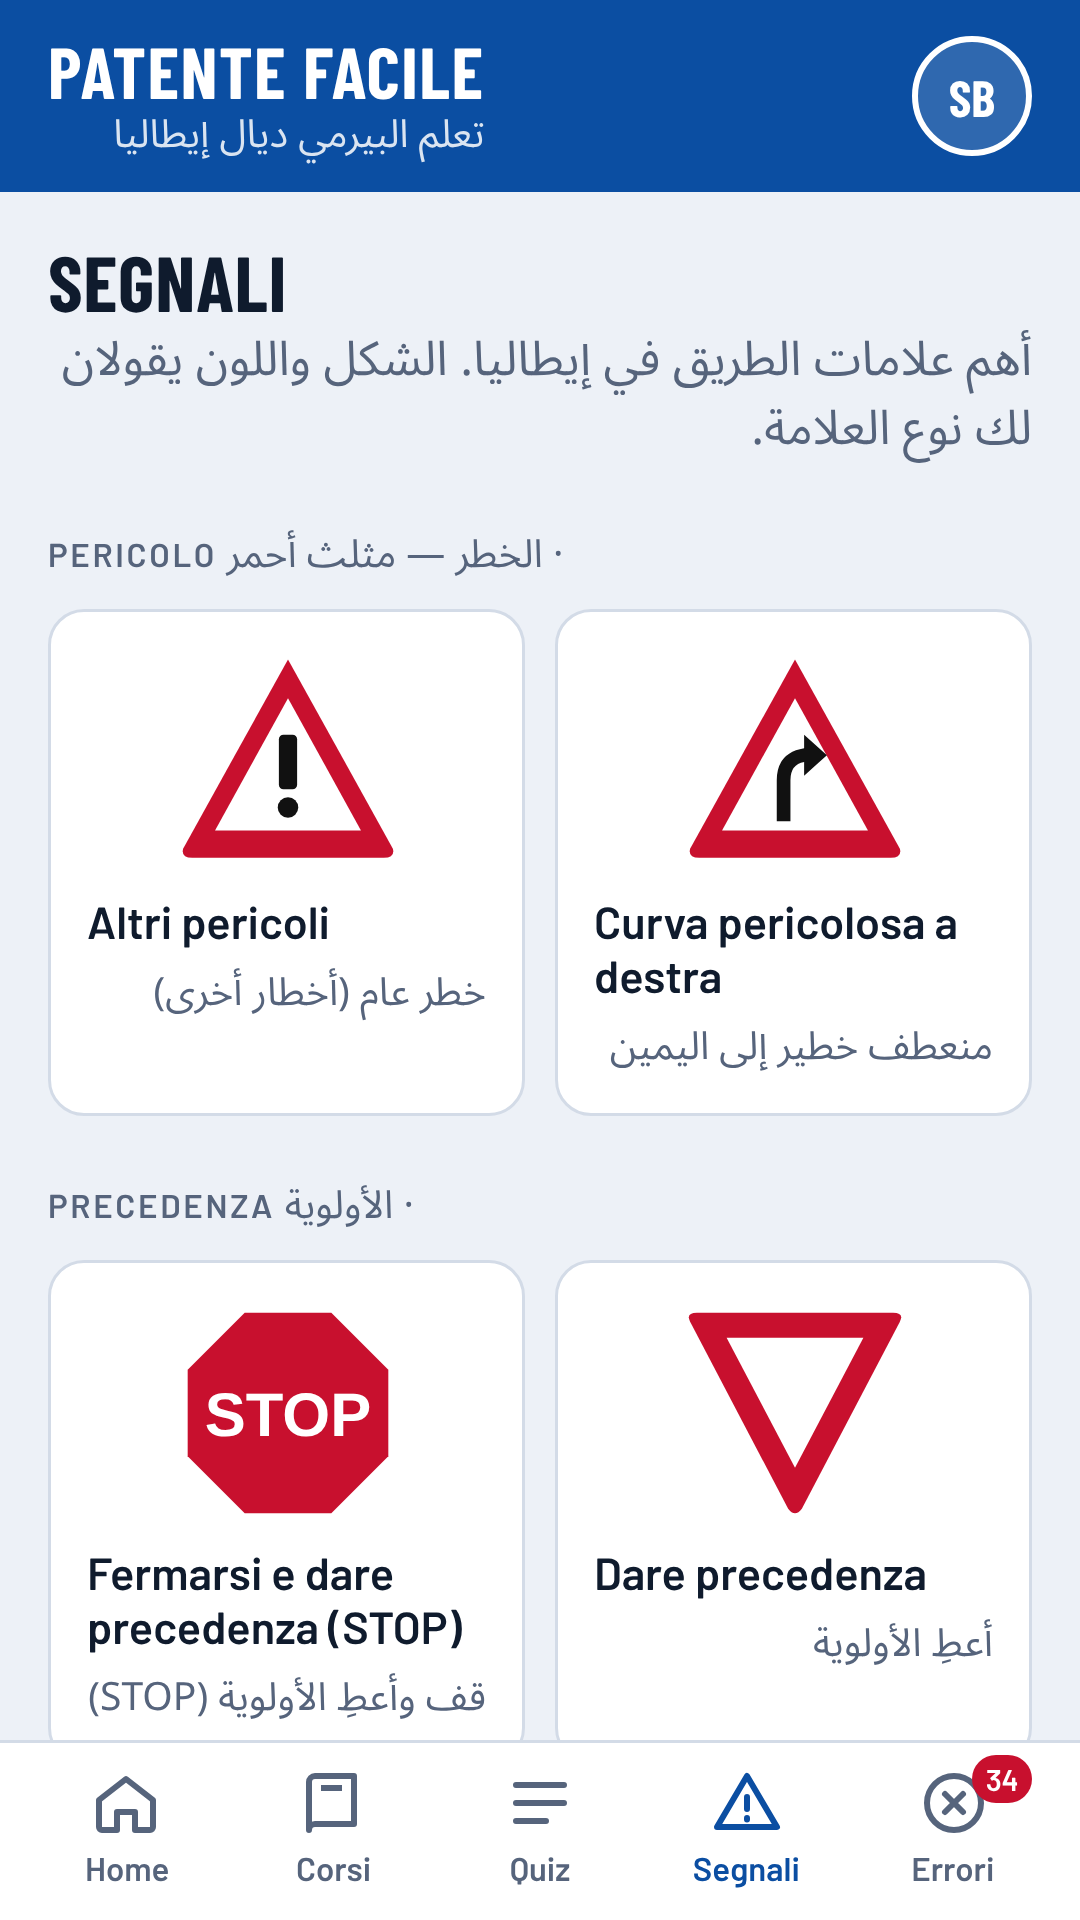 PATENTE FACILE
تعلم البيرمي ديال إيطاليا
SB
SEGNALI
أهم علامات الطريق في إيطاليا. الشكل واللون يقولان
لك نوع العلامة.
PERICOLO · الخطر — مثلث أحمر
Altri pericoli
خطر عام (أخطار أخرى)
Curva pericolosa a
destra
منعطف خطير إلى اليمين
PRECEDENZA · الأولوية
STOP
Fermarsi e dare
precedenza (STOP)
قف وأعطِ الأولوية (STOP)
Dare precedenza
أعطِ الأولوية
Home
Corsi
Quiz
Segnali
34
Errori